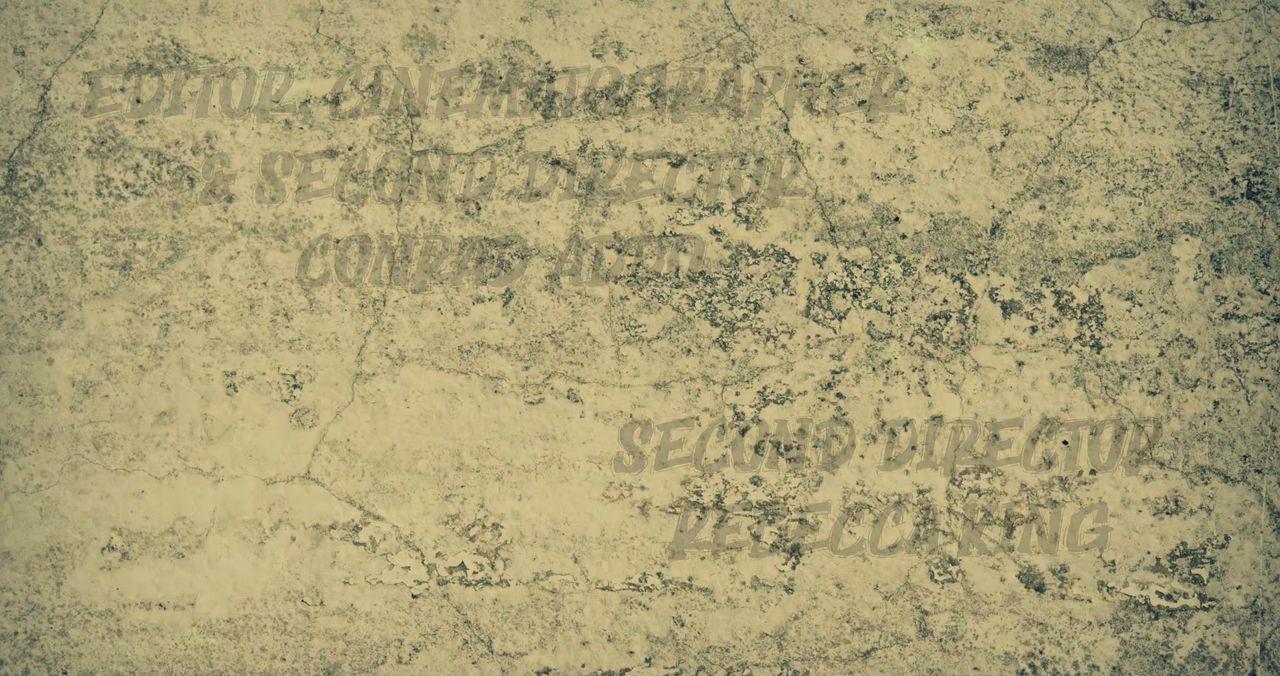 EDITOR, CINEMATOGRAPHER
& SECOND DIRECTOR
CONRAD
SECOND DIRECTOR
REBECCA KING